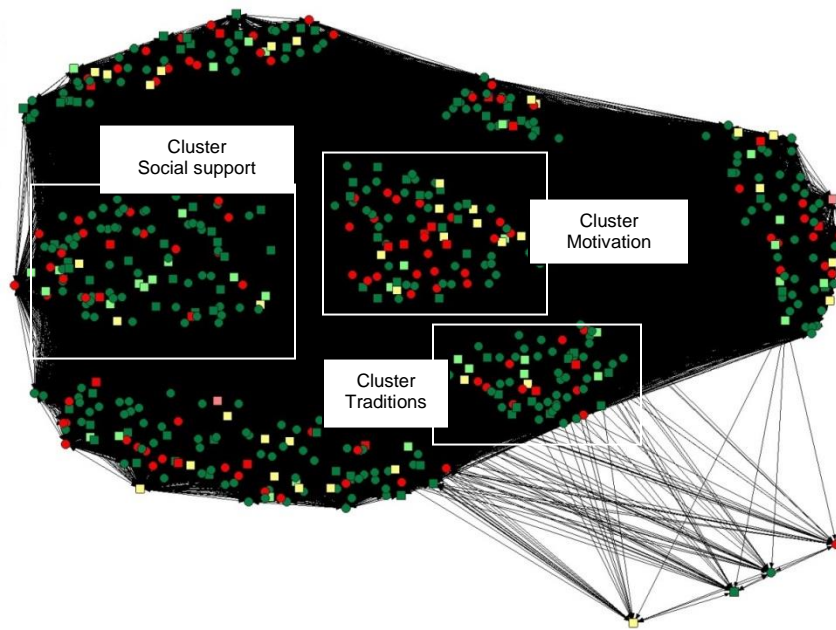 Cluster
Social support
Cluster
Motivation
Cluster
Traditions